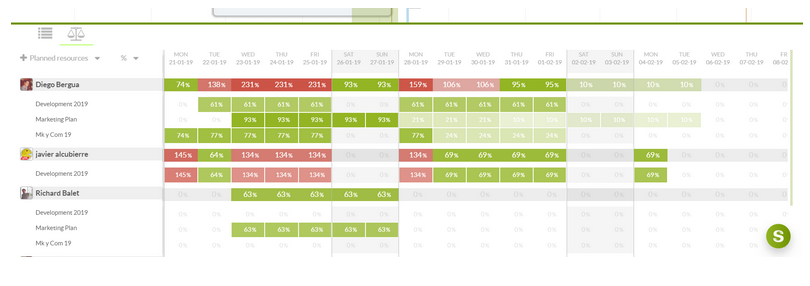 MON TUE WED THU FRI SAT SUN MON TUE WED THU FRI SAT SUN MON TUE WED THU FR
Planned resources % 21-01-19 22-01-19 23-01-19 24-01-19 25-01-19 26-01-19 27-01-19 28-01-19 29-01-19 30-01-19 31-01-19 01-02-19 02-02-19 03-02-19 04-02-19 05-02-19 06-02-19 07-02-19 08-02
Diego Bergua 74% 138% 231% 231% 231% 93% 93% 159% 106% 106% 95% 95% 10% 10% 10% 10% 0% 0% 0
Development 2019 0% 61% 61% 61% 61% 0% 0% 61% 61% 61% 61% 61% 0% 0% 0% 0% 0% 0% 0
Markesing Plan 0% 0% 93% 93% 93% 93% 93% 21% 21% 21% 10% 10% 10% 10% 10% 10% 0% 0% 0
Mk y Com 19 74% 77% 77% 77% 77% 0% 0% 77% 24% 24% 24% 24% 0% 0% 0% 0% 0% 0% 0
javier alcubierre 145% 64% 134% 134% 134% 0% 0% 134% 69% 69% 69% 69% 0% 0% 69% 0% 0% 0% 0
Development 2019 145% 64% 134% 134% 134% 0% 0% 134% 69% 69% 69% 69% 0% 0% 69% 0% 0% 0% 0
Richard Balet 0% 0% 63% 63% 63% 63% 63% 0% 0% 0% 0% 0% 0% 0% 0% 0% 0% 0% 0
Development 2019 0% 0% 0% 0% 0% 0% 0% 0% 0% 0% 0% 0% 0% 0% 0% 0% 0% 0% 0
Markesing Plan 0% 0% 63% 63% 63% 63% 63% 0% 0% 0% 0% 0% 0% 0% 0% 0% 0% 0%
Mk y Com 19 0% 0% 0% 0% 0% 0% 0% 0% 0% 0% 0% 0% 0% 0% 0% 0% 0% 0% 0
S